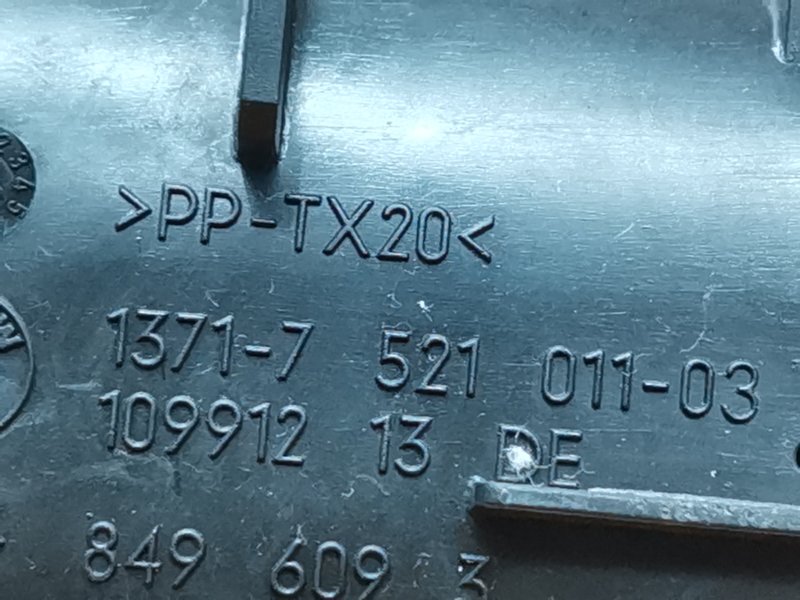 >PP-TX20<
1371-7 521 011-03
109912 13 DE
849 609 3